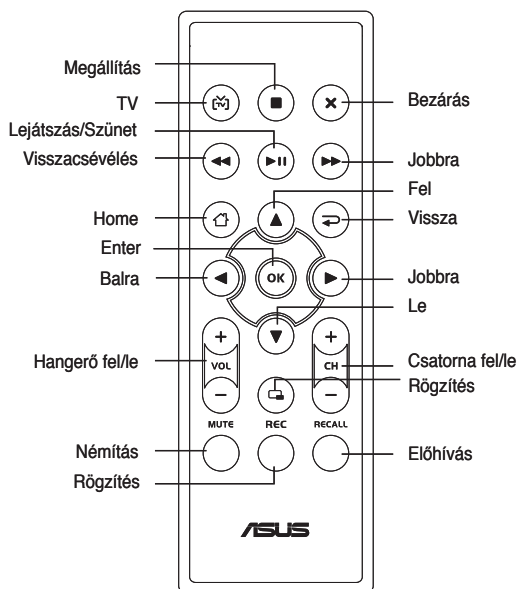 Megállítás
TV
Bezárás
Lejátszás/Szünet
Visszacsévélés
Jobbra
Fel
Home
Vissza
Enter
OK
Balra
Jobbra
Le
Hangerő fel/le
VOL
CH
Csatorna fel/le
Rögzítés
MUTE
REC
RECALL
Némítás
Előhívás
Rögzítés
ASUS